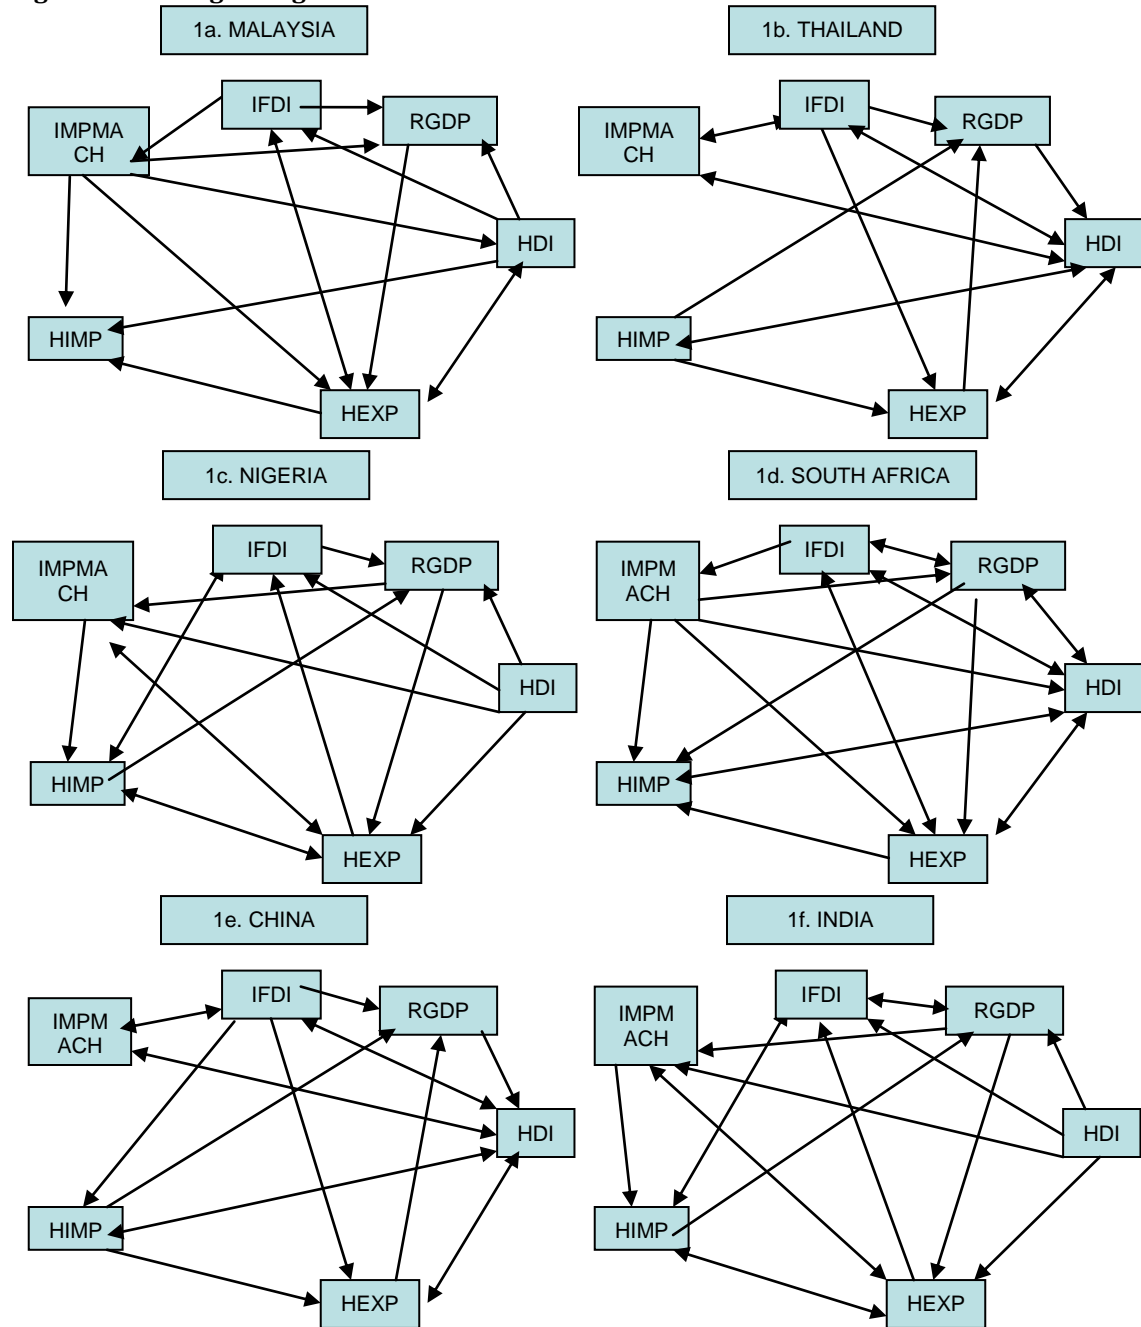 1a. MALAYSIA
IFDI
RGDP
IMPMA
CH
HDI
HIMP
HEXP
1b. THAILAND
IFDI
RGDP
IMPMA
CH
HDI
HIMP
HEXP
1c. NIGERIA
IFDI
RGDP
IMPMA
CH
HDI
HIMP
HEXP
1d. SOUTH AFRICA
IFDI
RGDP
IMPM
ACH
HDI
HIMP
HEXP
1e. CHINA
IFDI
RGDP
IMPM
ACH
HDI
HIMP
HEXP
1f. INDIA
IFDI
RGDP
IMPM
ACH
HDI
HIMP
HEXP